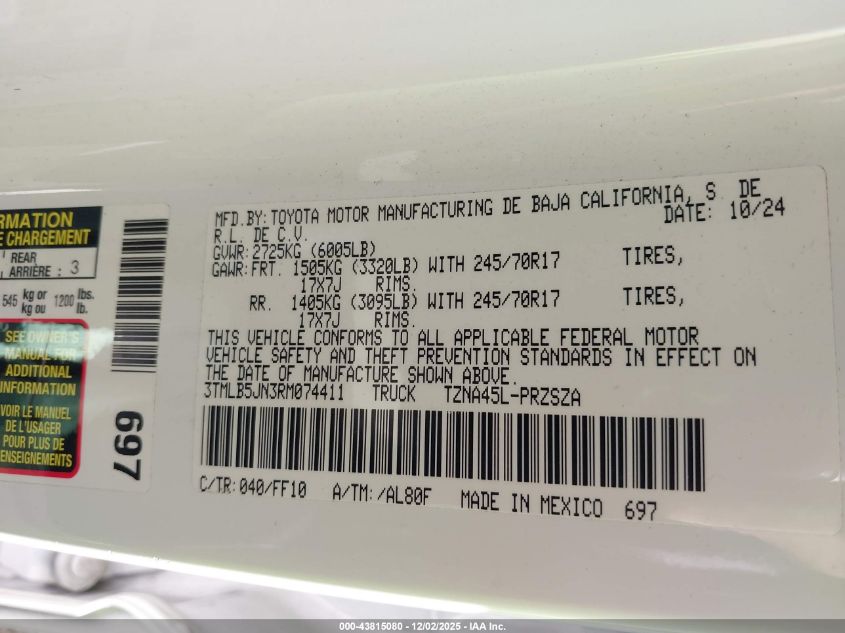 RMATION
E CHARGEMENT
REAR
ARRIÈRE : 3
545 kg or 1200 lbs.
kg ou lb.
SEE OWNER'S
MANUAL FOR
ADDITIONAL
INFORMATION
VOIR LE MANUEL
DE L'USAGER
POUR PLUS DE
RENSEIGNEMENTS
697
MFD.BY: TOYOTA MOTOR MANUFACTURING DE BAJA CALIFORNIA, S DE
R.L. DE C.V. DATE: 10/24
GVWR: 2725KG (6005LB)
GAWR: FRT. 1505KG (3320LB) WITH 245/70R17 TIRES,
17X7J RIMS.
RR. 1405KG (3095LB) WITH 245/70R17 TIRES,
17X7J RIMS.
THIS VEHICLE CONFORMS TO ALL APPLICABLE FEDERAL MOTOR
VEHICLE SAFETY AND THEFT PREVENTION STANDARDS IN EFFECT ON
THE DATE OF MANUFACTURE SHOWN ABOVE.
3TMLB5JN3RM074411 TRUCK TZNA45L-PRZSZA
C/TR: 040/FF10 A/TM: /AL80F MADE IN MEXICO 697
000-43815080 - 12/02/2025 - IAA Inc.